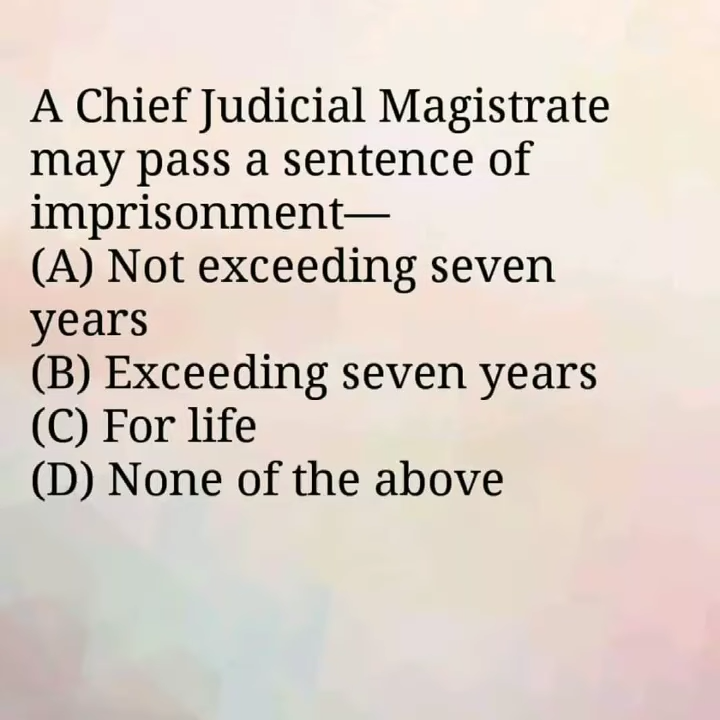 A Chief Judicial Magistrate
may pass a sentence of
imprisonment—
(A) Not exceeding seven
years
(B) Exceeding seven years
(C) For life
(D) None of the above